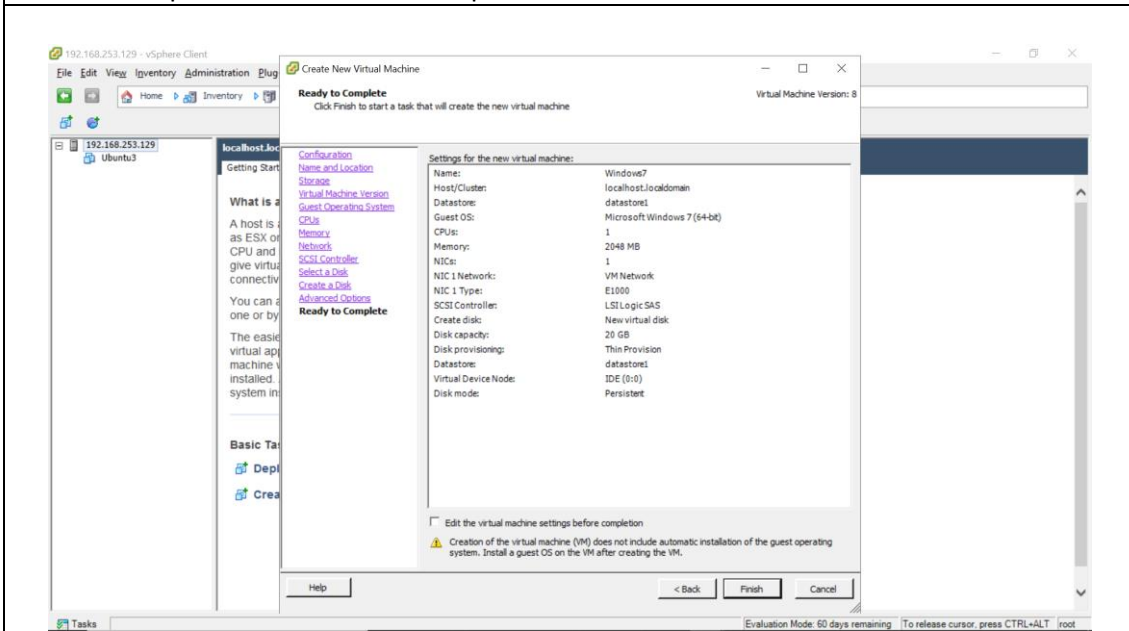 192.168.253.129 - vSphere Client
File Edit View Inventory Administration Plug
Home Inventory
192.168.253.129
Ubuntu3
localhost.loc
Getting Start
What is a
A host is a
as ESX or
CPU and
give virtua
connectiv
You can a
one or by
The easie
virtual app
machine v
installed.
system ins
Basic Tas
Depl
Crea
Create New Virtual Machine
Ready to Complete
Click Finish to start a task that will create the new virtual machine
Virtual Machine Version: 8
Configuration
Name and Location
Storage
Virtual Machine Version
Guest Operating System
CPUs
Memory
Network
SCSI Controller
Select a Disk
Create a Disk
Advanced Options
Ready to Complete
Settings for the new virtual machine:
Name: Windows7
Host/Cluster: localhost.localdomain
Datastore: datastore1
Guest OS: Microsoft Windows 7 (64-bit)
CPUs: 1
Memory: 2048 MB
NICs: 1
NIC 1 Network: VM Network
NIC 1 Type: E1000
SCSI Controller: LSI Logic SAS
Create disk: New virtual disk
Disk capacity: 20 GB
Disk provisioning: Thin Provision
Datastore: datastore1
Virtual Device Node: IDE (0:0)
Disk mode: Persistent
Edit the virtual machine settings before completion
Creation of the virtual machine (VM) does not include automatic installation of the guest operating
system. Install a guest OS on the VM after creating the VM.
Help < Back Finish Cancel
Tasks Evaluation Mode: 60 days remaining To release cursor, press CTRL+ALT root